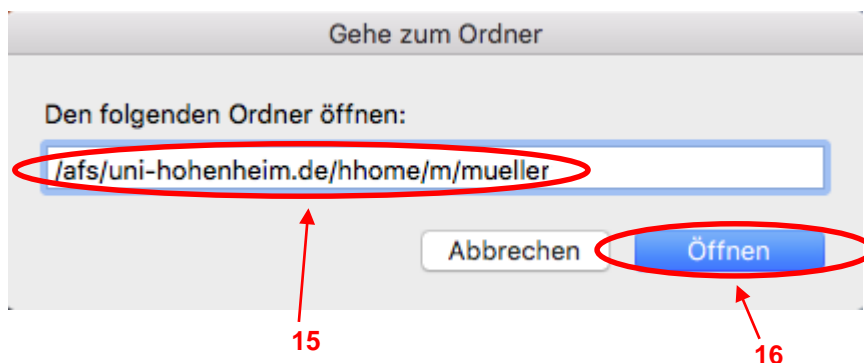 Gehe zum Ordner
Den folgenden Ordner öffnen:
/afs/uni-hohenheim.de/hhome/m/mueller
Abbrechen Öffnen
15
16